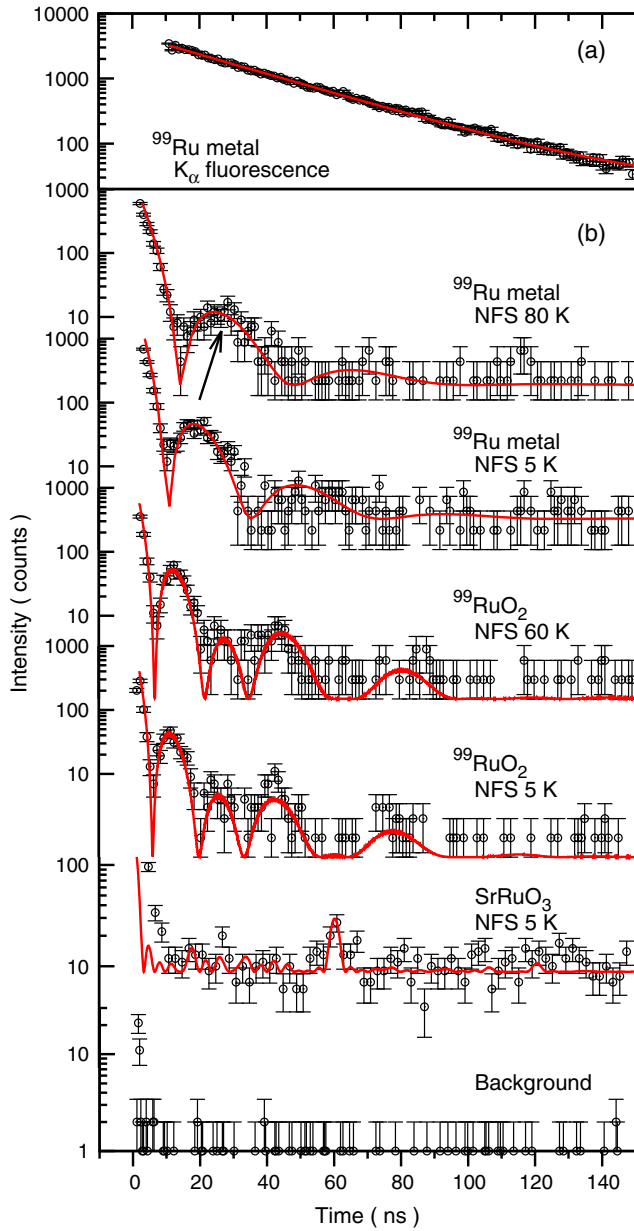 (a)
1000
100
⁹⁹Ru metal
Kα fluorescence
1000
(b)
100
⁹⁹Ru metal
NFS 80 K
10
1000
100
⁹⁹Ru metal
NFS 5 K
10
1000
100
⁹⁹RuO₂
NFS 60 K
10
1000
100
⁹⁹RuO₂
NFS 5 K
10
100
SrRuO₃
NFS 5 K
10
10
Background
1
Intensity ( counts )
0 20 40 60 80 100 120 140
Time ( ns )